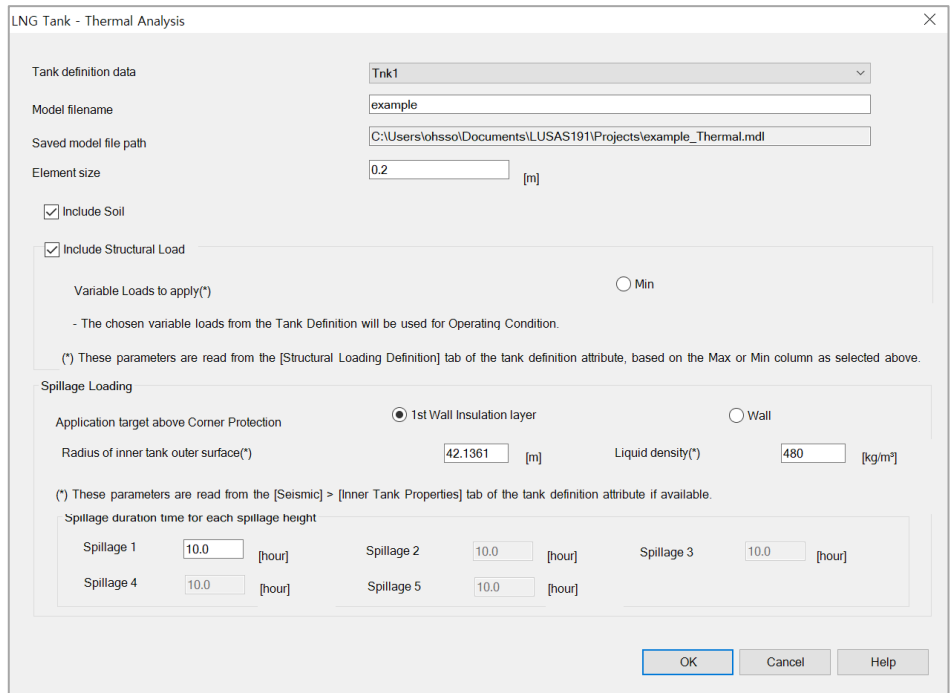 LNG Tank - Thermal Analysis
Tank definition data
Tnk1
Model filename
example
Saved model file path
C:\Users\ohsso\Documents\LUSAS191\Projects\example_Thermal.mdl
Element size
0.2
[m]
Include Soil
Include Structural Load
Variable Loads to apply(*)
Min
- The chosen variable loads from the Tank Definition will be used for Operating Condition.
(*) These parameters are read from the [Structural Loading Definition] tab of the tank definition attribute, based on the Max or Min column as selected above.
Spillage Loading
Application target above Corner Protection
1st Wall Insulation layer
Wall
Radius of inner tank outer surface(*)
42.1361
[m]
Liquid density(*)
480
[kg/m³]
(*) These parameters are read from the [Seismic] > [Inner Tank Properties] tab of the tank definition attribute if available.
Spillage duration time for each spillage height
Spillage 1
10.0
[hour]
Spillage 2
10.0
[hour]
Spillage 3
10.0
[hour]
Spillage 4
10.0
[hour]
Spillage 5
10.0
[hour]
OK
Cancel
Help